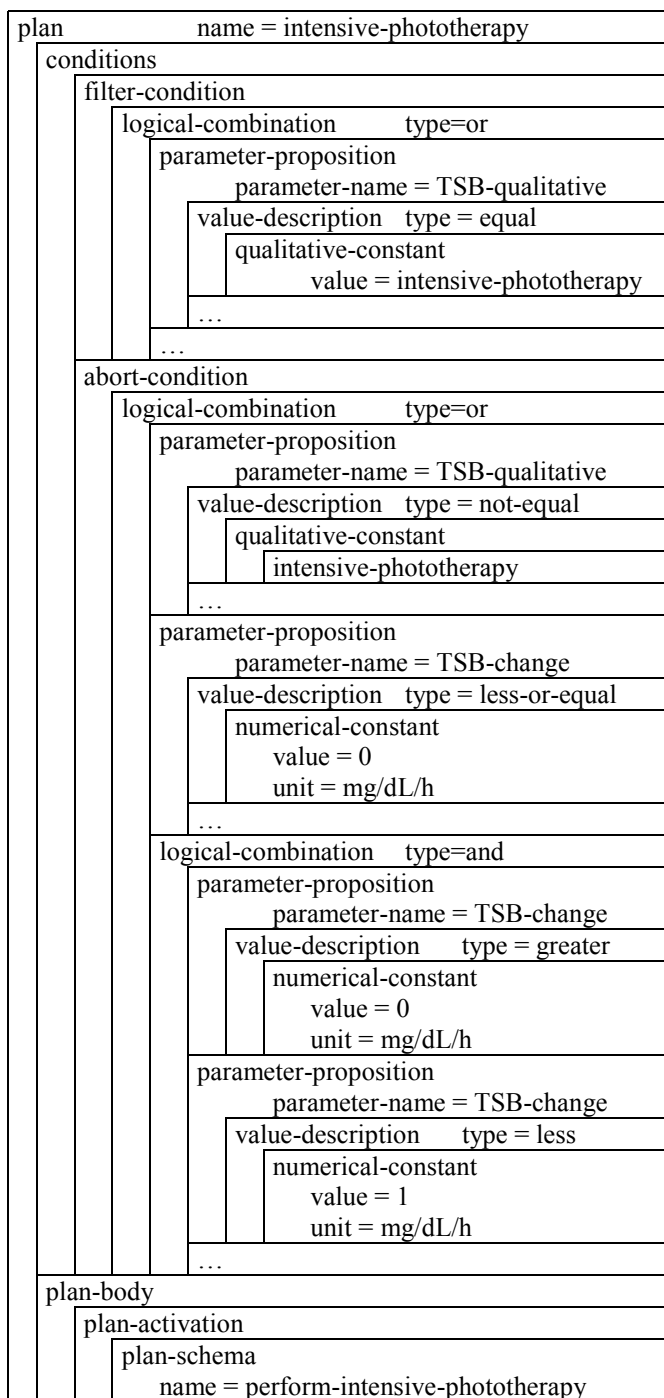 plan name = intensive-phototherapy
conditions
filter-condition
logical-combination type=or
parameter-proposition
parameter-name = TSB-qualitative
value-description type = equal
qualitative-constant
value = intensive-phototherapy
…
…
abort-condition
logical-combination type=or
parameter-proposition
parameter-name = TSB-qualitative
value-description type = not-equal
qualitative-constant
intensive-phototherapy
…
parameter-proposition
parameter-name = TSB-change
value-description type = less-or-equal
numerical-constant
value = 0
unit = mg/dL/h
…
logical-combination type=and
parameter-proposition
parameter-name = TSB-change
value-description type = greater
numerical-constant
value = 0
unit = mg/dL/h
parameter-proposition
parameter-name = TSB-change
value-description type = less
numerical-constant
value = 1
unit = mg/dL/h
…
plan-body
plan-activation
plan-schema
name = perform-intensive-phototherapy